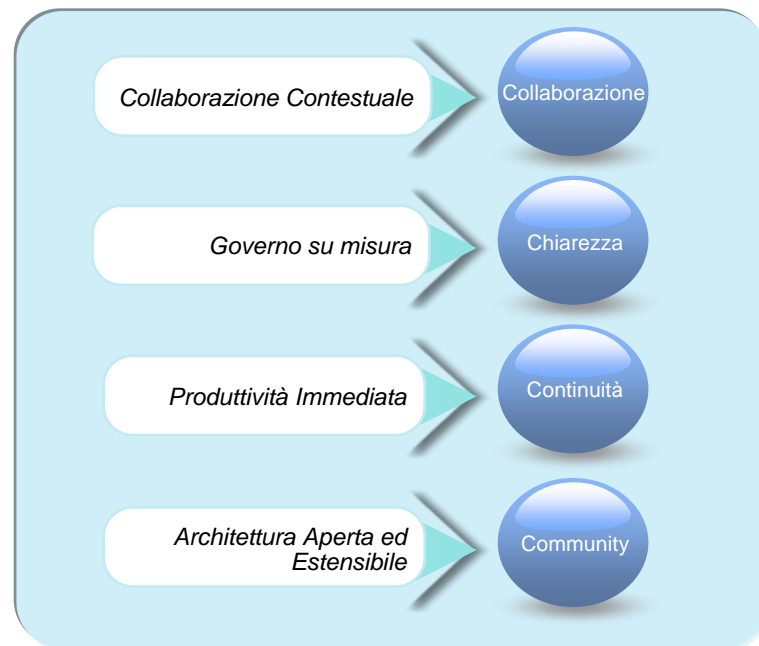 Collaborazione Contestuale
Collaborazione
Governo su misura
Chiarezza
Produttività Immediata
Continuità
Architettura Aperta ed
Estensibile
Community